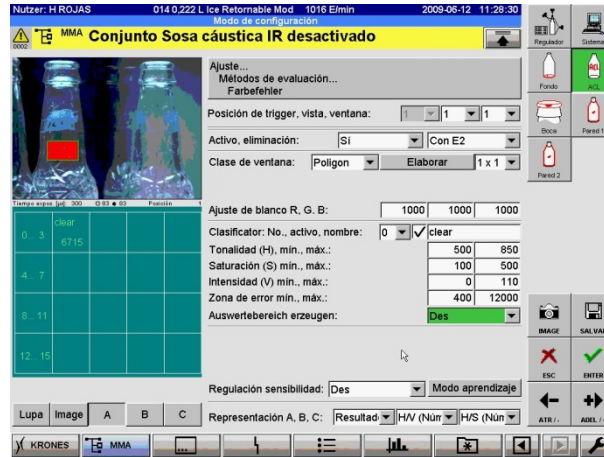 Nutzer: H ROJAS 014 0,222 L Ice Retornable Mod 1016 E/min 2009-06-12 11:28:30
Modo de configuración
0002 MMA Conjunto Sosa cáustica IR desactivado
Regulador Sistema
Ajuste...
Métodos de evaluación...
Farbefehler
Fondo ACL
Posición de trigger, vista, ventana: 1 1 1
Boca Pared 1
Activo, eliminación: Sí Con E2
Clase de ventana: Poligon Elaborar 1 x 1
Pared 2
Tiempo expos. [µs]: 300 O 83 ● 83 Posición 1
Ajuste de blanco R, G. B: 1000 1000 1000
0... 3 clear
6715
Clasificator: No., activo, nombre: 0 clear
Tonalidad (H), mín., máx.: 500 850
Saturación (S) mín., máx.: 100 500
4... 7
Intensidad (V) mín., máx.: 0 110
Zona de error mín., máx.: 400 12000
8... 11
Auswertebereich erzeugen: Des
IMAGE SALVAR
12... 15
ESC ENTER
Regulación sensibilidad: Des Modo aprendizaje
Lupa Image A B C
Representación A, B, C: Resultad H/V (Núm H/S (Núm
ATR / - ADEL / -
KRONES MMA ...